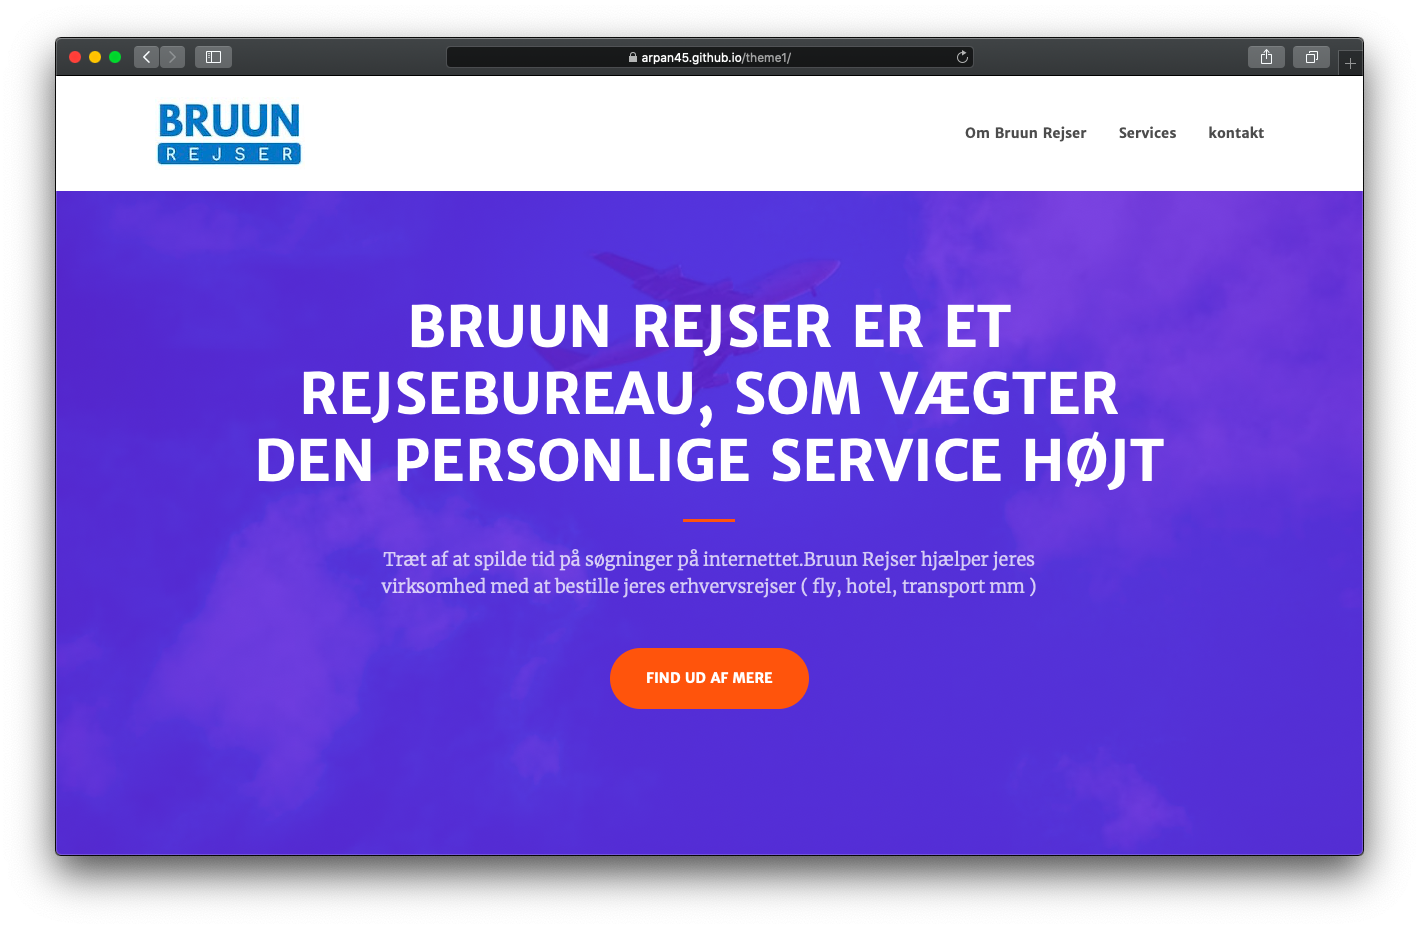 arpan45.github.io/theme1/
BRUUN
REJSER
Om Bruun Rejser Services kontakt
BRUUN REJSER ER ET
REJSEBUREAU, SOM VÆGTER
DEN PERSONLIGE SERVICE HØJT
Træt af at spilde tid på søgninger på internettet.Bruun Rejser hjælper jeres
virksomhed med at bestille jeres erhvervsrejser ( fly, hotel, transport mm )
FIND UD AF MERE